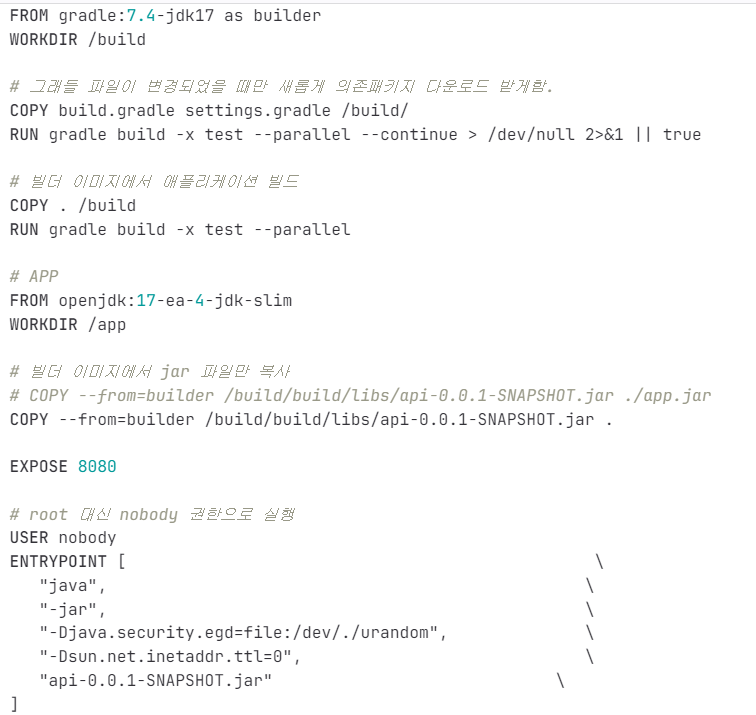 FROM gradle:7.4-jdk17 as builder
WORKDIR /build
# 그래들 파일이 변경되었을 때만 새롭게 의존패키지 다운로드 받게함.
COPY build.gradle settings.gradle /build/
RUN gradle build -x test --parallel --continue > /dev/null 2>&1 || true
# 빌더 이미지에서 애플리케이션 빌드
COPY . /build
RUN gradle build -x test --parallel
# APP
FROM openjdk:17-ea-4-jdk-slim
WORKDIR /app
# 빌더 이미지에서 jar 파일만 복사
# COPY --from=builder /build/build/libs/api-0.0.1-SNAPSHOT.jar ./app.jar
COPY --from=builder /build/build/libs/api-0.0.1-SNAPSHOT.jar .
EXPOSE 8080
# root 대신 nobody 권한으로 실행
USER nobody
ENTRYPOINT [ \
"java", \
"-jar", \
"-Djava.security.egd=file:/dev/./urandom", \
"-Dsun.net.inetaddr.ttl=0", \
"api-0.0.1-SNAPSHOT.jar" \
]